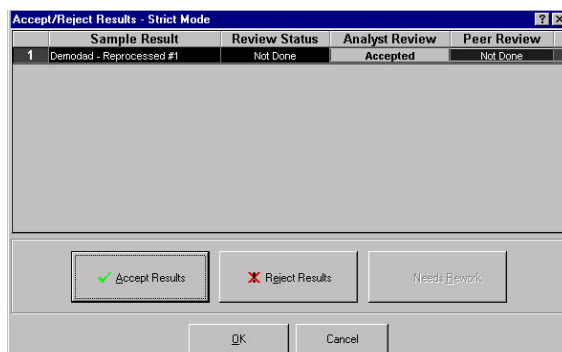 Accept/Reject Results - Strict Mode
Sample Result Review Status Analyst Review Peer Review
1 Demodad - Reprocessed #1 Not Done Accepted Not Done
Accept Results Reject Results Needs Rework
OK Cancel